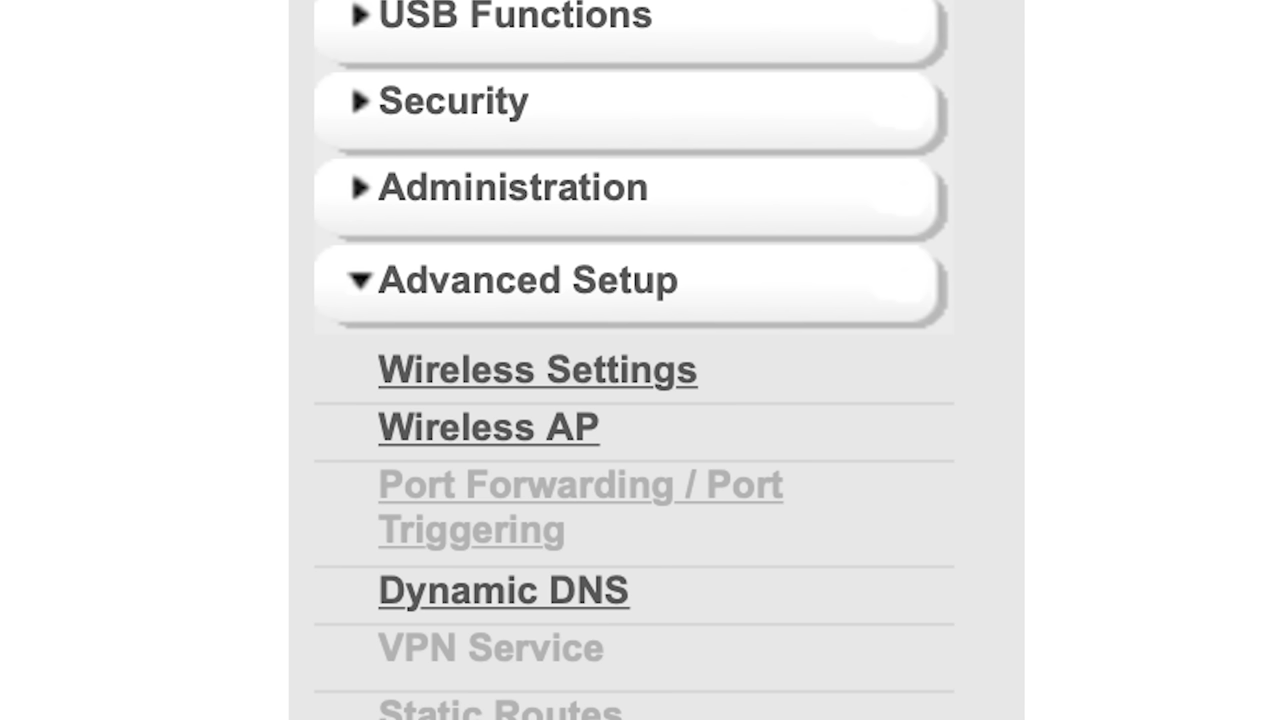 USB Functions
Security
Administration
Advanced Setup
Wireless Settings
Wireless AP
Port Forwarding / Port
Triggering
Dynamic DNS
VPN Service
Static Routes